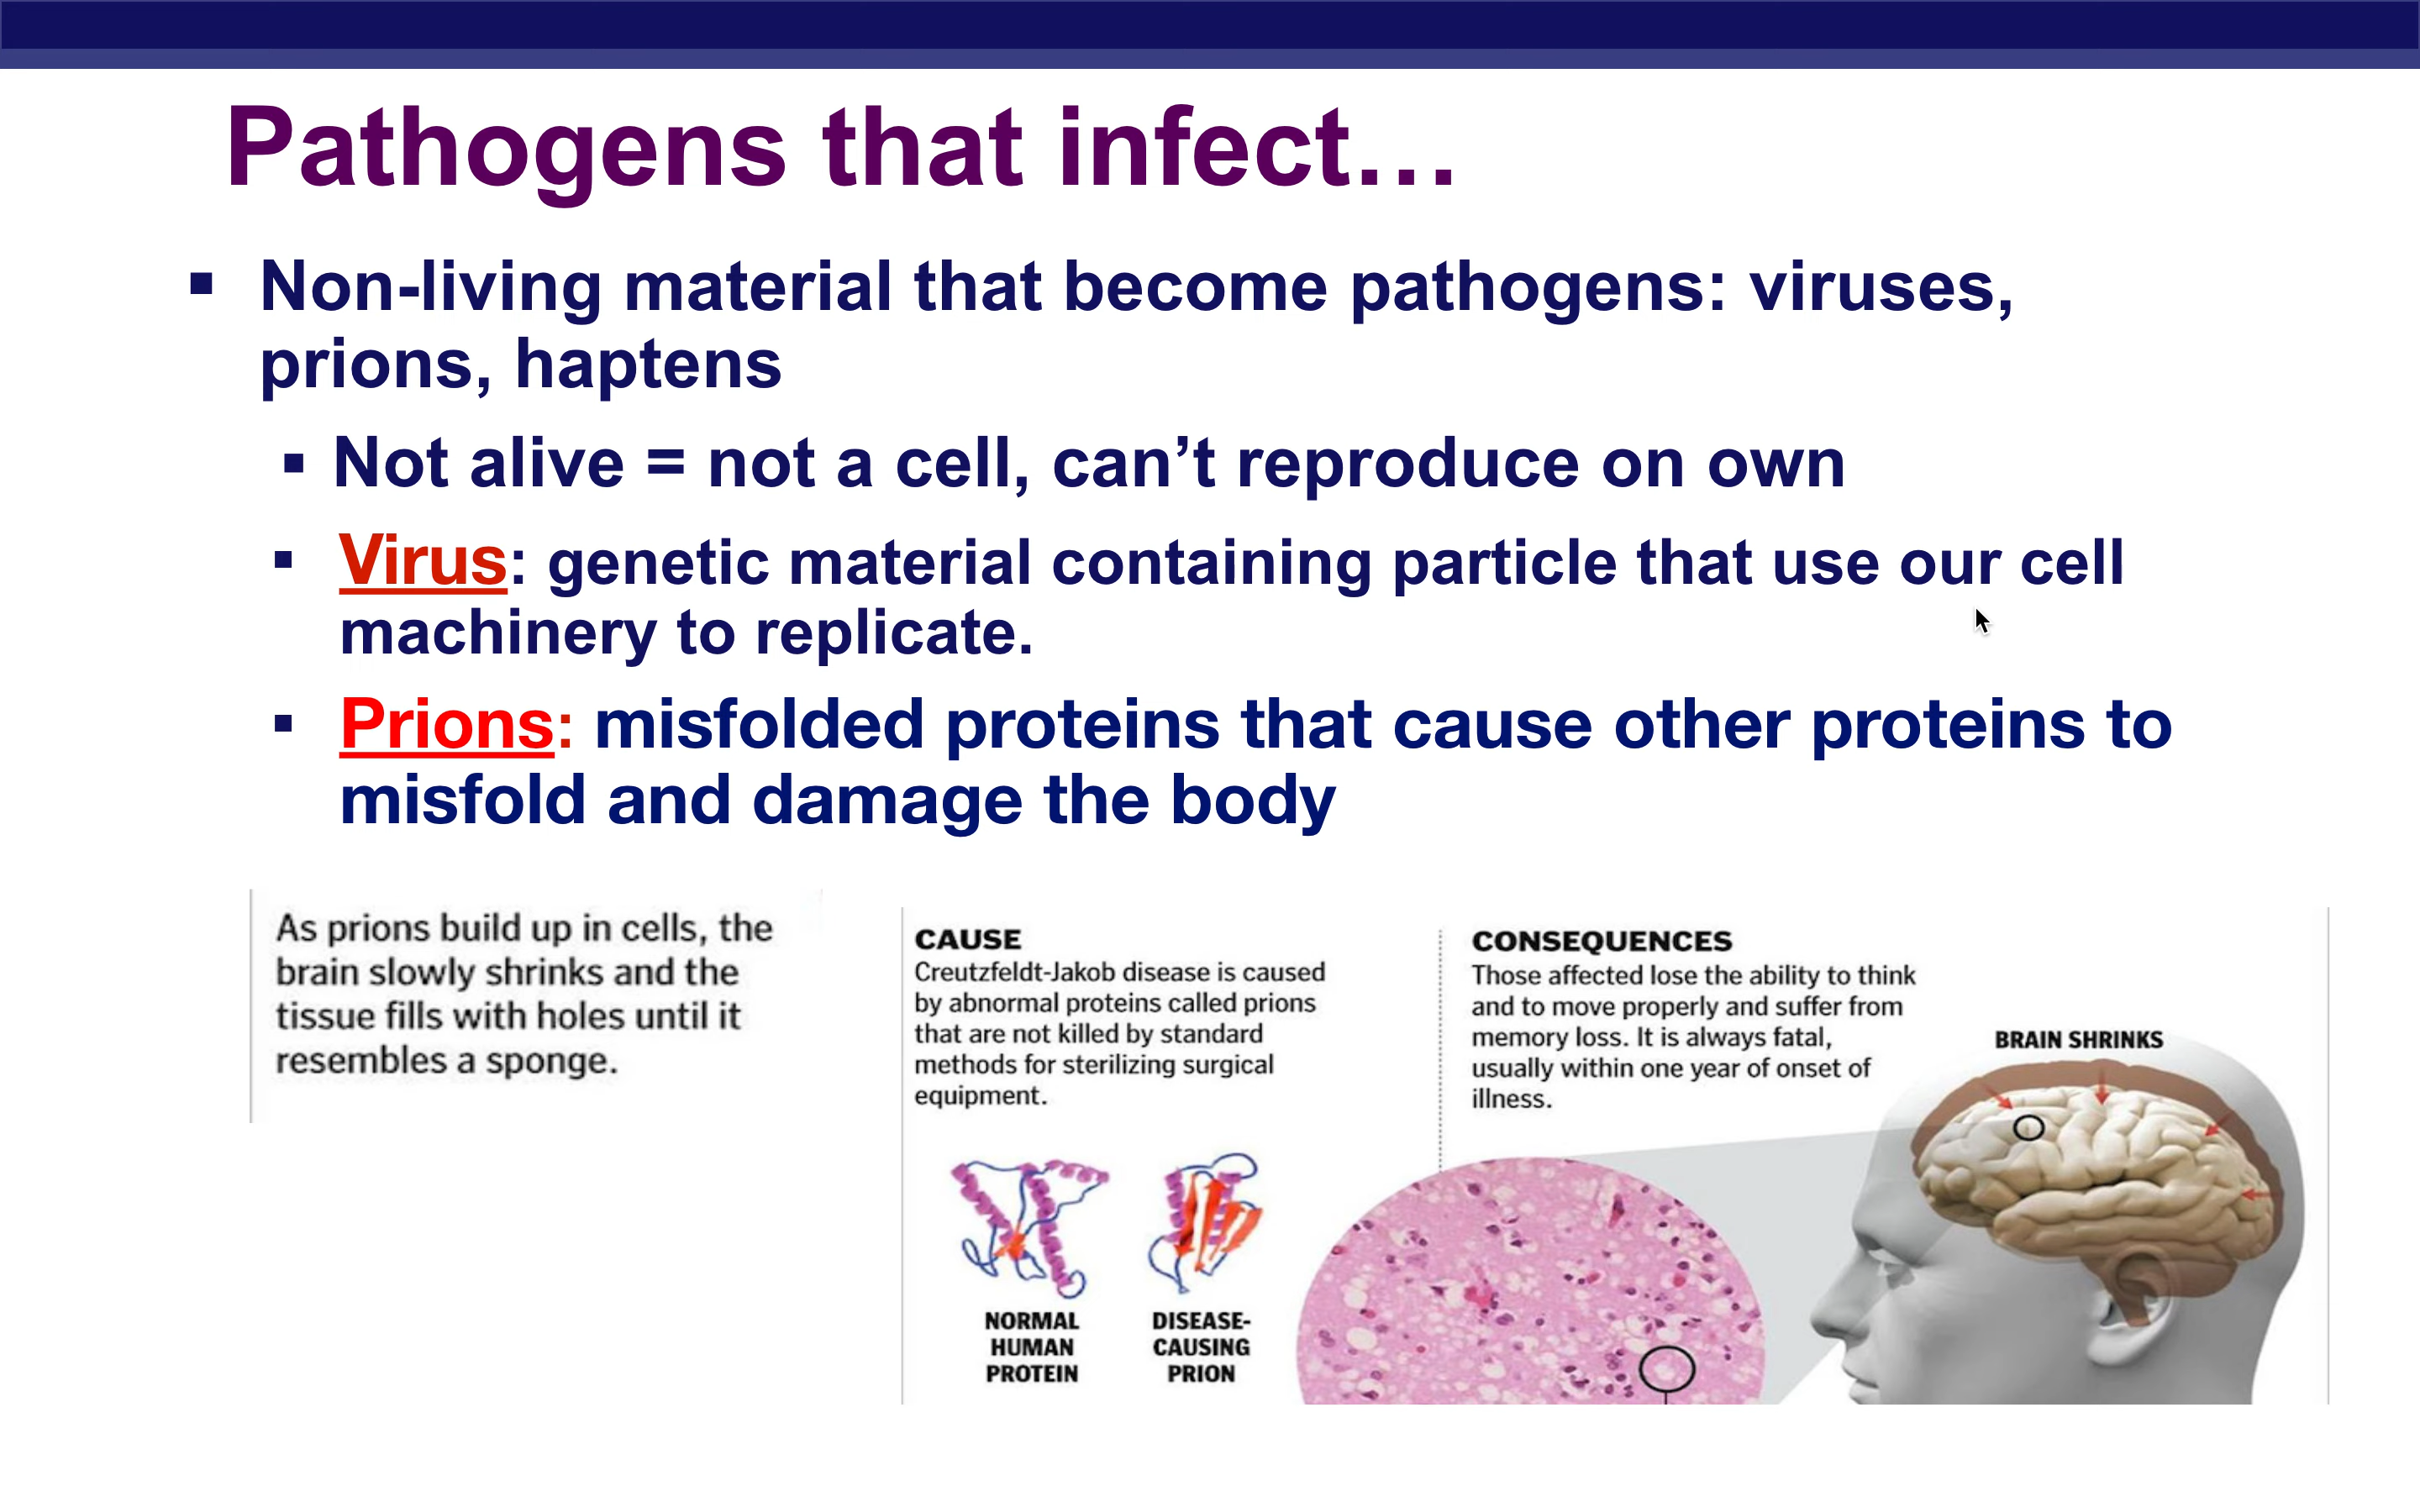 Pathogens that infect…
▪ Non-living material that become pathogens: viruses,
prions, haptens
▪ Not alive = not a cell, can’t reproduce on own
▪ Virus: genetic material containing particle that use our cell
machinery to replicate.
▪ Prions: misfolded proteins that cause other proteins to
misfold and damage the body
As prions build up in cells, the
brain slowly shrinks and the
tissue fills with holes until it
resembles a sponge.
CAUSE
Creutzfeldt-Jakob disease is caused
by abnormal proteins called prions
that are not killed by standard
methods for sterilizing surgical
equipment.
NORMAL
HUMAN
PROTEIN
DISEASE-
CAUSING
PRION
CONSEQUENCES
Those affected lose the ability to think
and to move properly and suffer from
memory loss. It is always fatal,
usually within one year of onset of
illness.
BRAIN SHRINKS